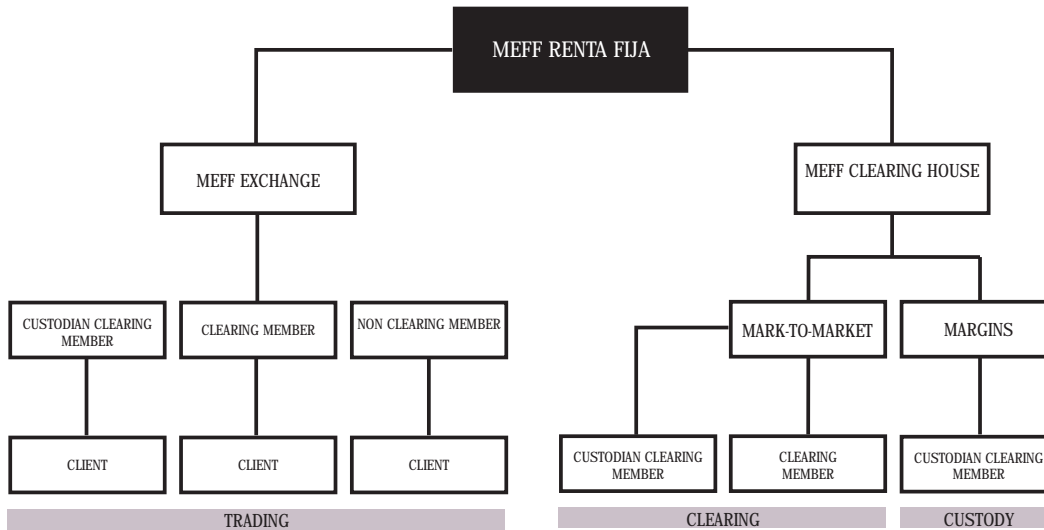 MEFF RENTA FIJA
MEFF EXCHANGE
MEFF CLEARING HOUSE
CUSTODIAN CLEARING
MEMBER
CLEARING MEMBER
NON CLEARING MEMBER
MARK-TO-MARKET
MARGINS
CLIENT
CLIENT
CLIENT
CUSTODIAN CLEARING
MEMBER
CLEARING
MEMBER
CUSTODIAN CLEARING
MEMBER
TRADING
CLEARING
CUSTODY